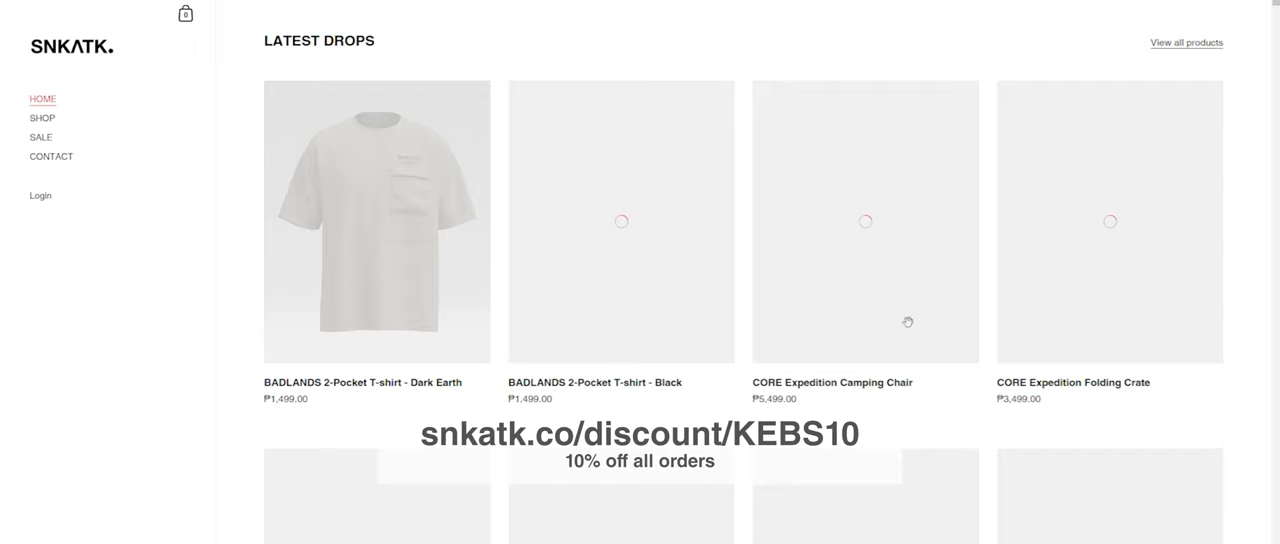 0
SNKATK.
HOME
SHOP
SALE
CONTACT
Login
LATEST DROPS
View all products
BADLANDS 2-Pocket T-shirt - Dark Earth
₱1,499.00
BADLANDS 2-Pocket T-shirt - Black
₱1,499.00
CORE Expedition Camping Chair
₱5,499.00
CORE Expedition Folding Crate
₱3,499.00
snkatk.co/discount/KEBS10
10% off all orders